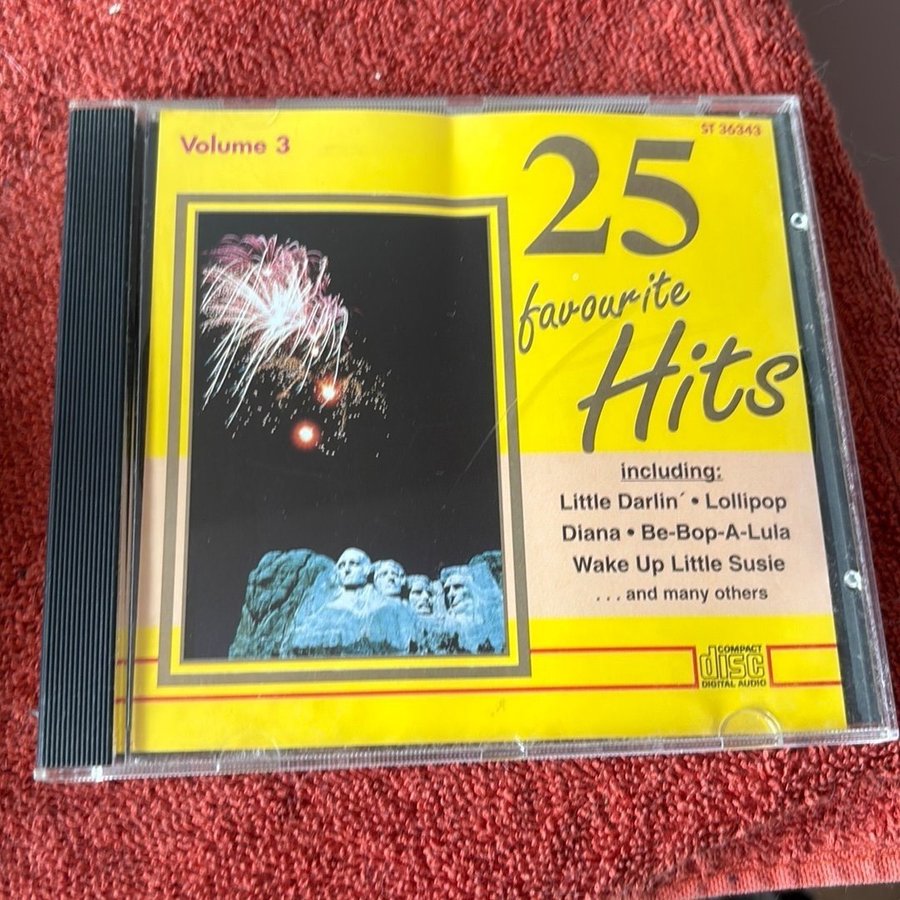 Volume 3
ST 36343
25
favourite
Hits
including:
Little Darlin´ • Lollipop
Diana • Be-Bop-A-Lula
Wake Up Little Susie
...and many others
COMPACT
disc
DIGITAL AUDIO